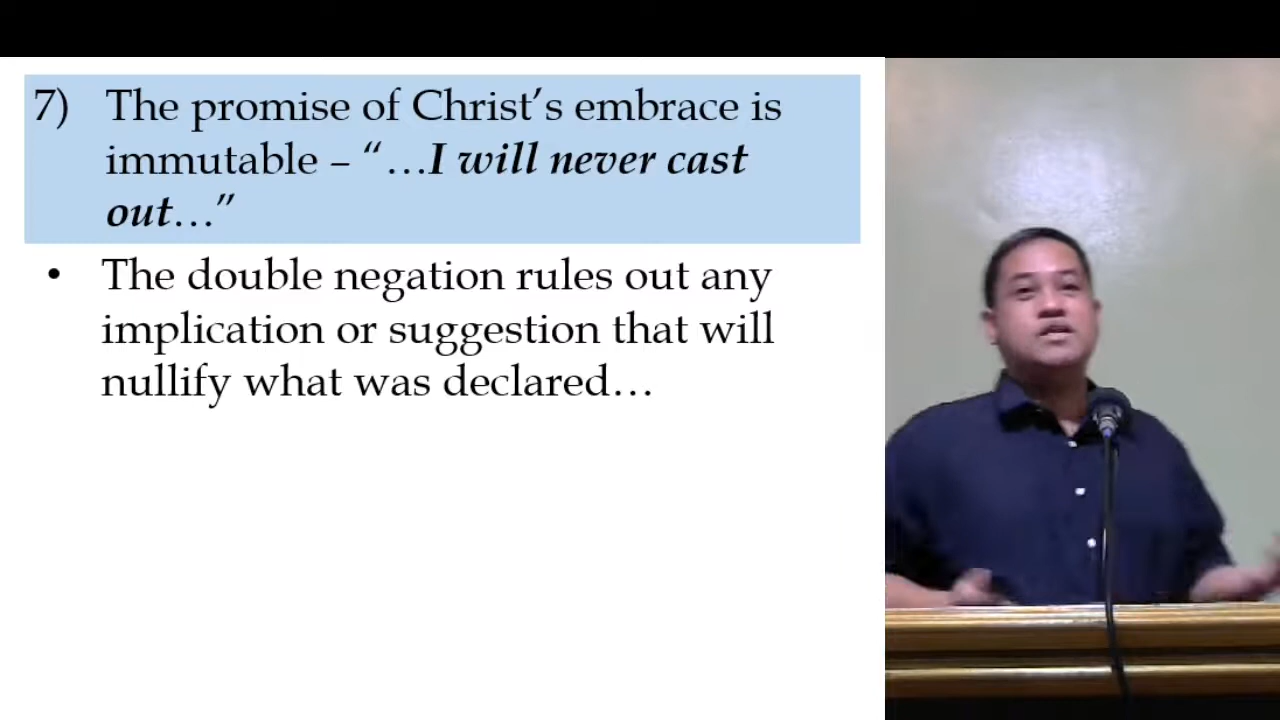 7) The promise of Christ’s embrace is
immutable – “…I will never cast
out…”
• The double negation rules out any
implication or suggestion that will
nullify what was declared…